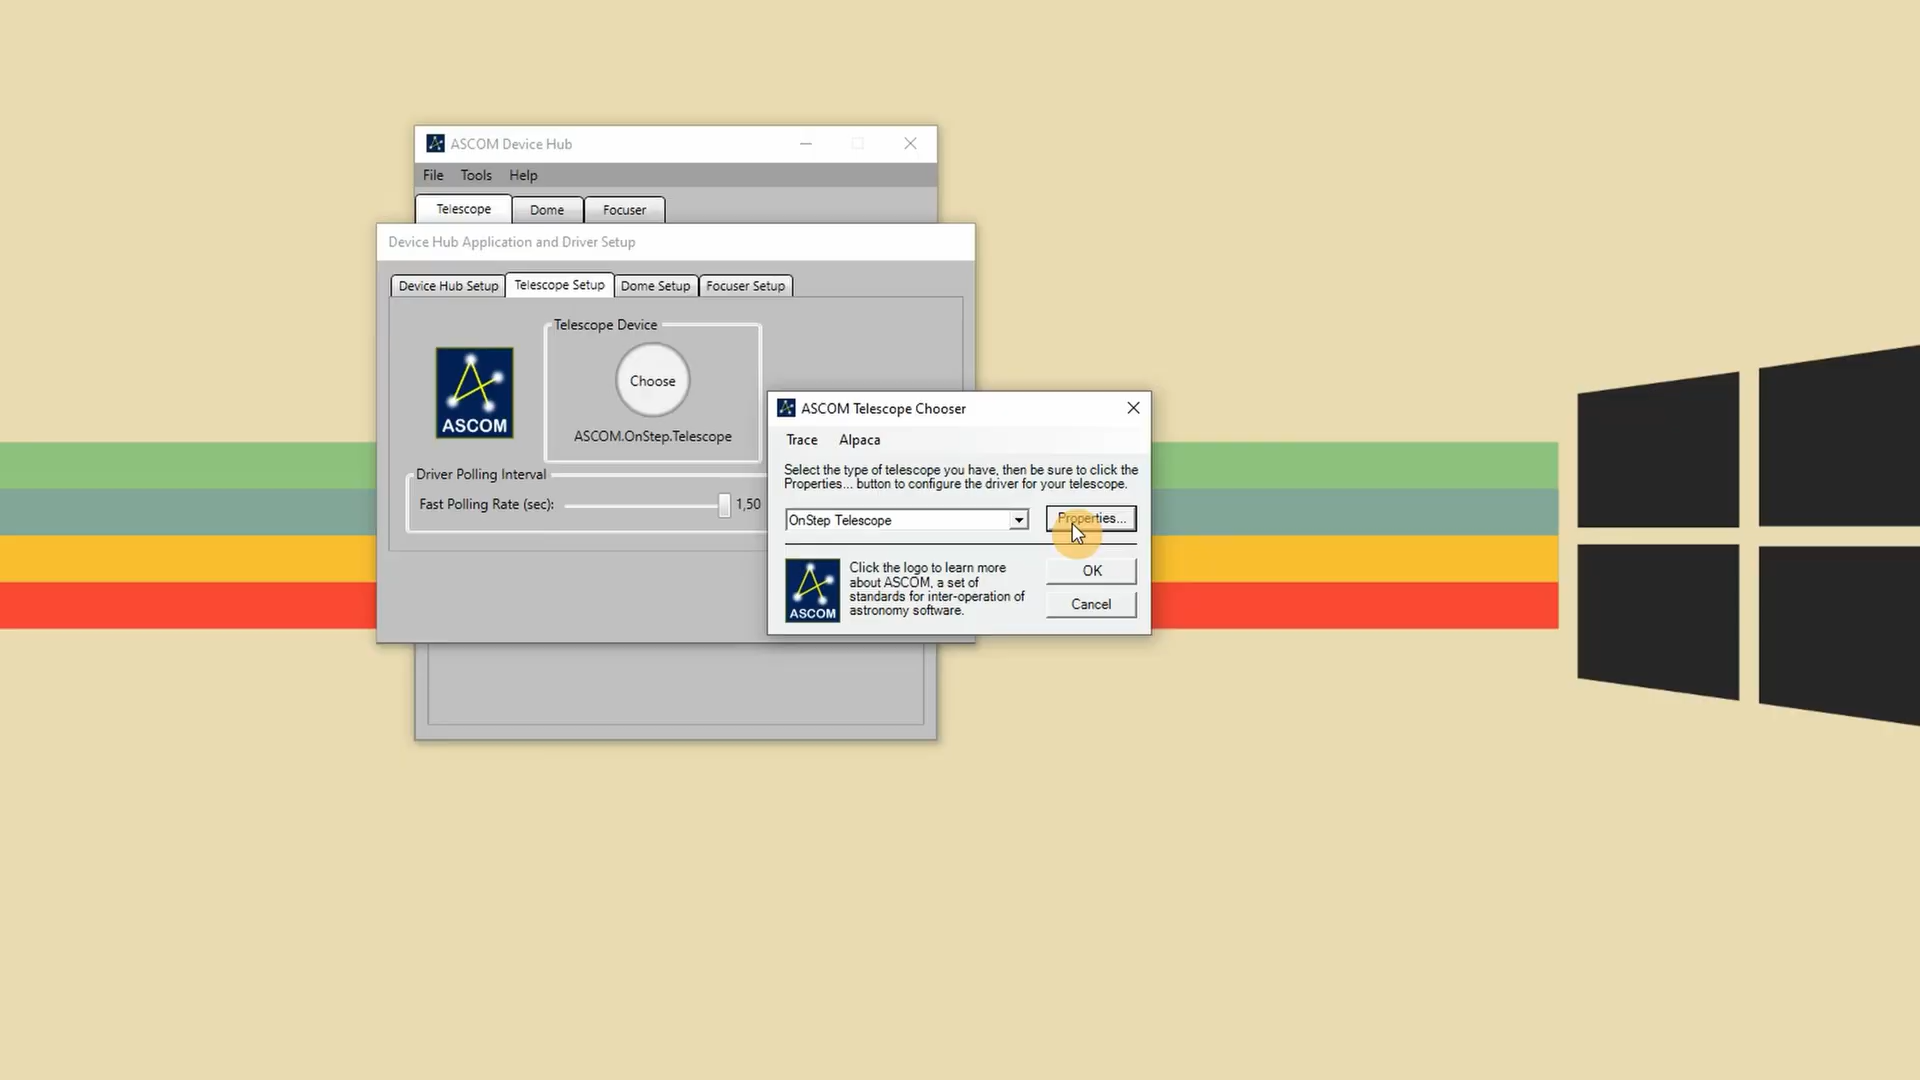 ASCOM Device Hub
File Tools Help
Telescope Dome Focuser
Device Hub Application and Driver Setup
Device Hub Setup Telescope Setup Dome Setup Focuser Setup
Telescope Device
Choose
ASCOM
ASCOM.OnStep.Telescope
Driver Polling Interval
Fast Polling Rate (sec): 1,50
ASCOM Telescope Chooser
Trace Alpaca
Select the type of telescope you have, then be sure to click the
Properties... button to configure the driver for your telescope.
OnStep Telescope Properties...
Click the logo to learn more
about ASCOM, a set of
standards for inter-operation of
astronomy software.
ASCOM
OK
Cancel